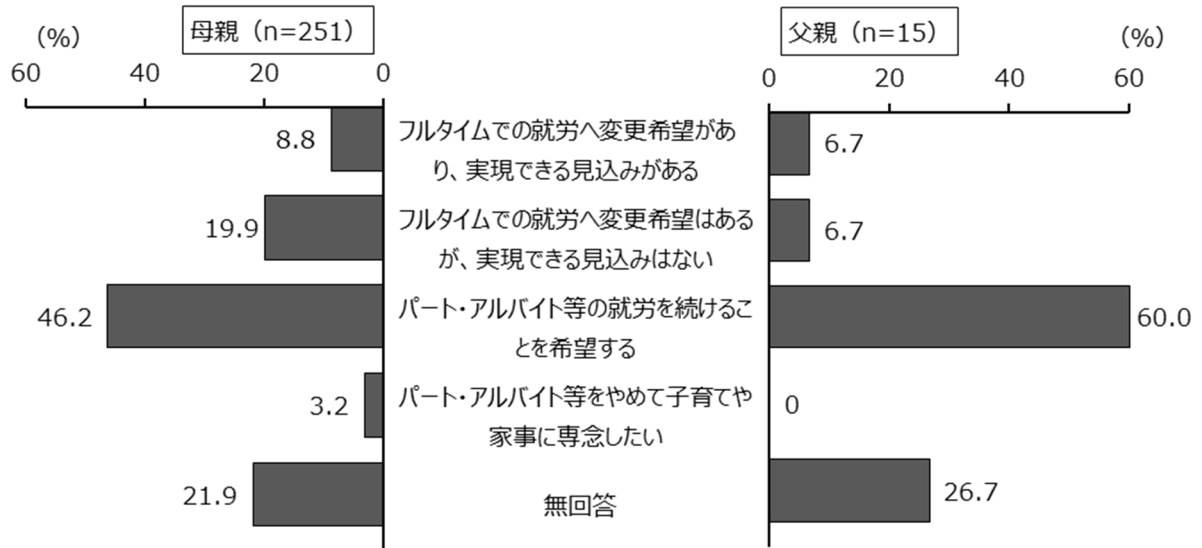 母親（n=251）
父親（n=15）
（%）
（%）
60 40 20 0
0 20 40 60
8.8
フルタイムでの就労へ変更希望があ
り、実現できる見込みがある
6.7
19.9
フルタイムでの就労へ変更希望はある
が、実現できる見込みはない
6.7
46.2
パート・アルバイト等の就労を続けるこ
とを希望する
60.0
3.2
パート・アルバイト等をやめて子育てや
家事に専念したい
0
21.9
無回答
26.7